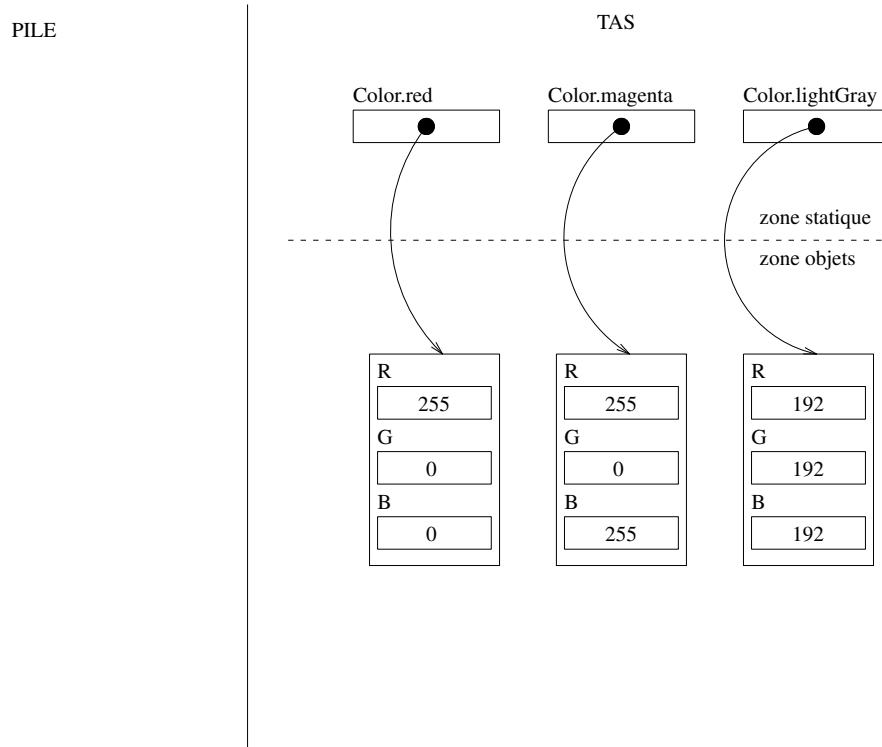 PILE
TAS
Color.red
Color.magenta
Color.lightGray
zone statique
zone objets
R
255
G
0
B
0
R
255
G
0
B
255
R
192
G
192
B
192